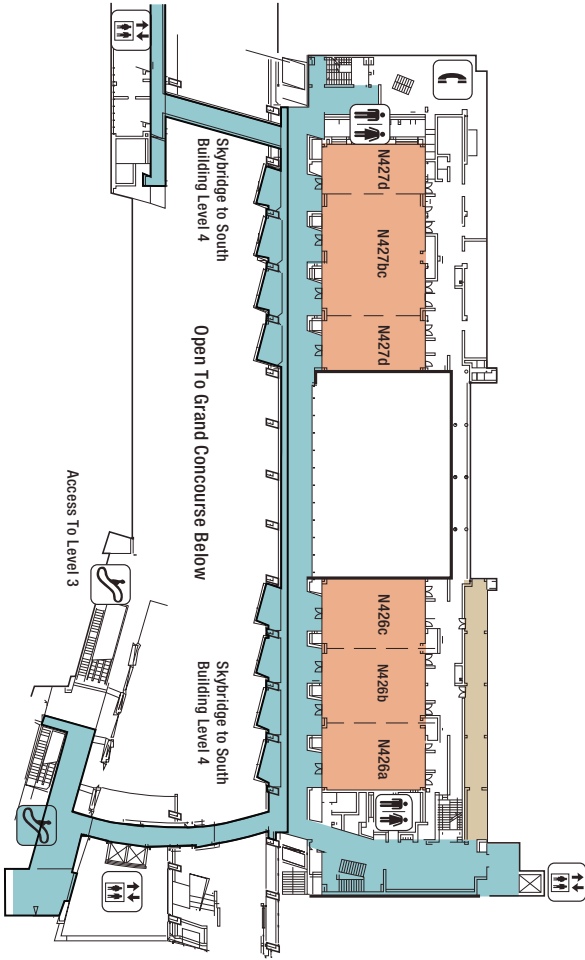 N427d
N427bc
N427d
N426c
N426b
N426a
Skybridge to South
Building Level 4
Open To Grand Concourse Below
Skybridge to South
Building Level 4
Access To Level 3